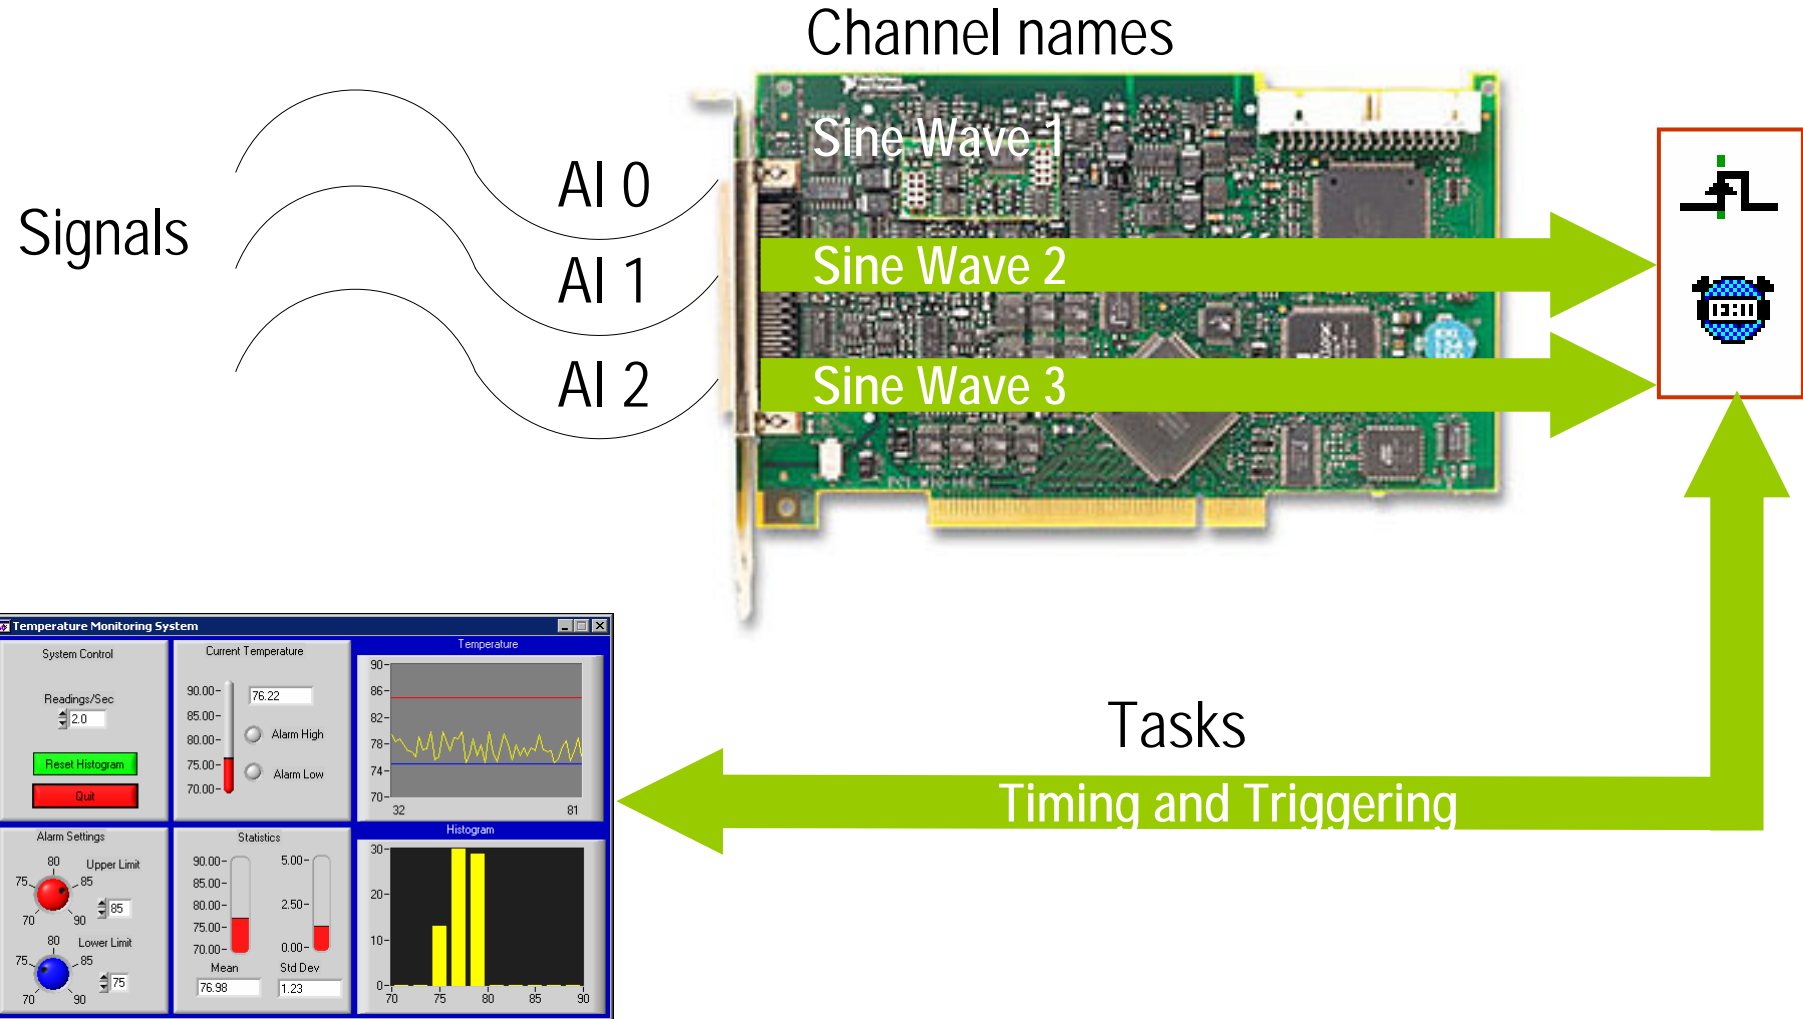 Channel names
Signals
AI 0
AI 1
AI 2
Sine Wave 1
Sine Wave 2
Sine Wave 3
Tasks
Timing and Triggering
Temperature Monitoring System
System Control
Readings/Sec
2.0
Reset Histogram
Quit
Current Temperature
90.00
85.00
80.00
75.00
70.00
76.22
Alarm High
Alarm Low
Temperature
90
86
82
78
74
70
32 81
Alarm Settings
80 Upper Limit
75 85
85
70 90
80 Lower Limit
75 85
75
70 90
Statistics
90.00 5.00
85.00
80.00 2.50
75.00
70.00 0.00
Mean Std Dev
76.98 1.23
Histogram
30
20
10
0
70 75 80 85 90